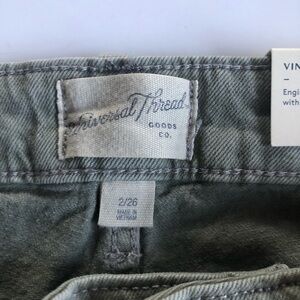 Universal Thread
GOODS
CO.
2/26
MADE IN
VIETNAM
VIN
–
Engi
with